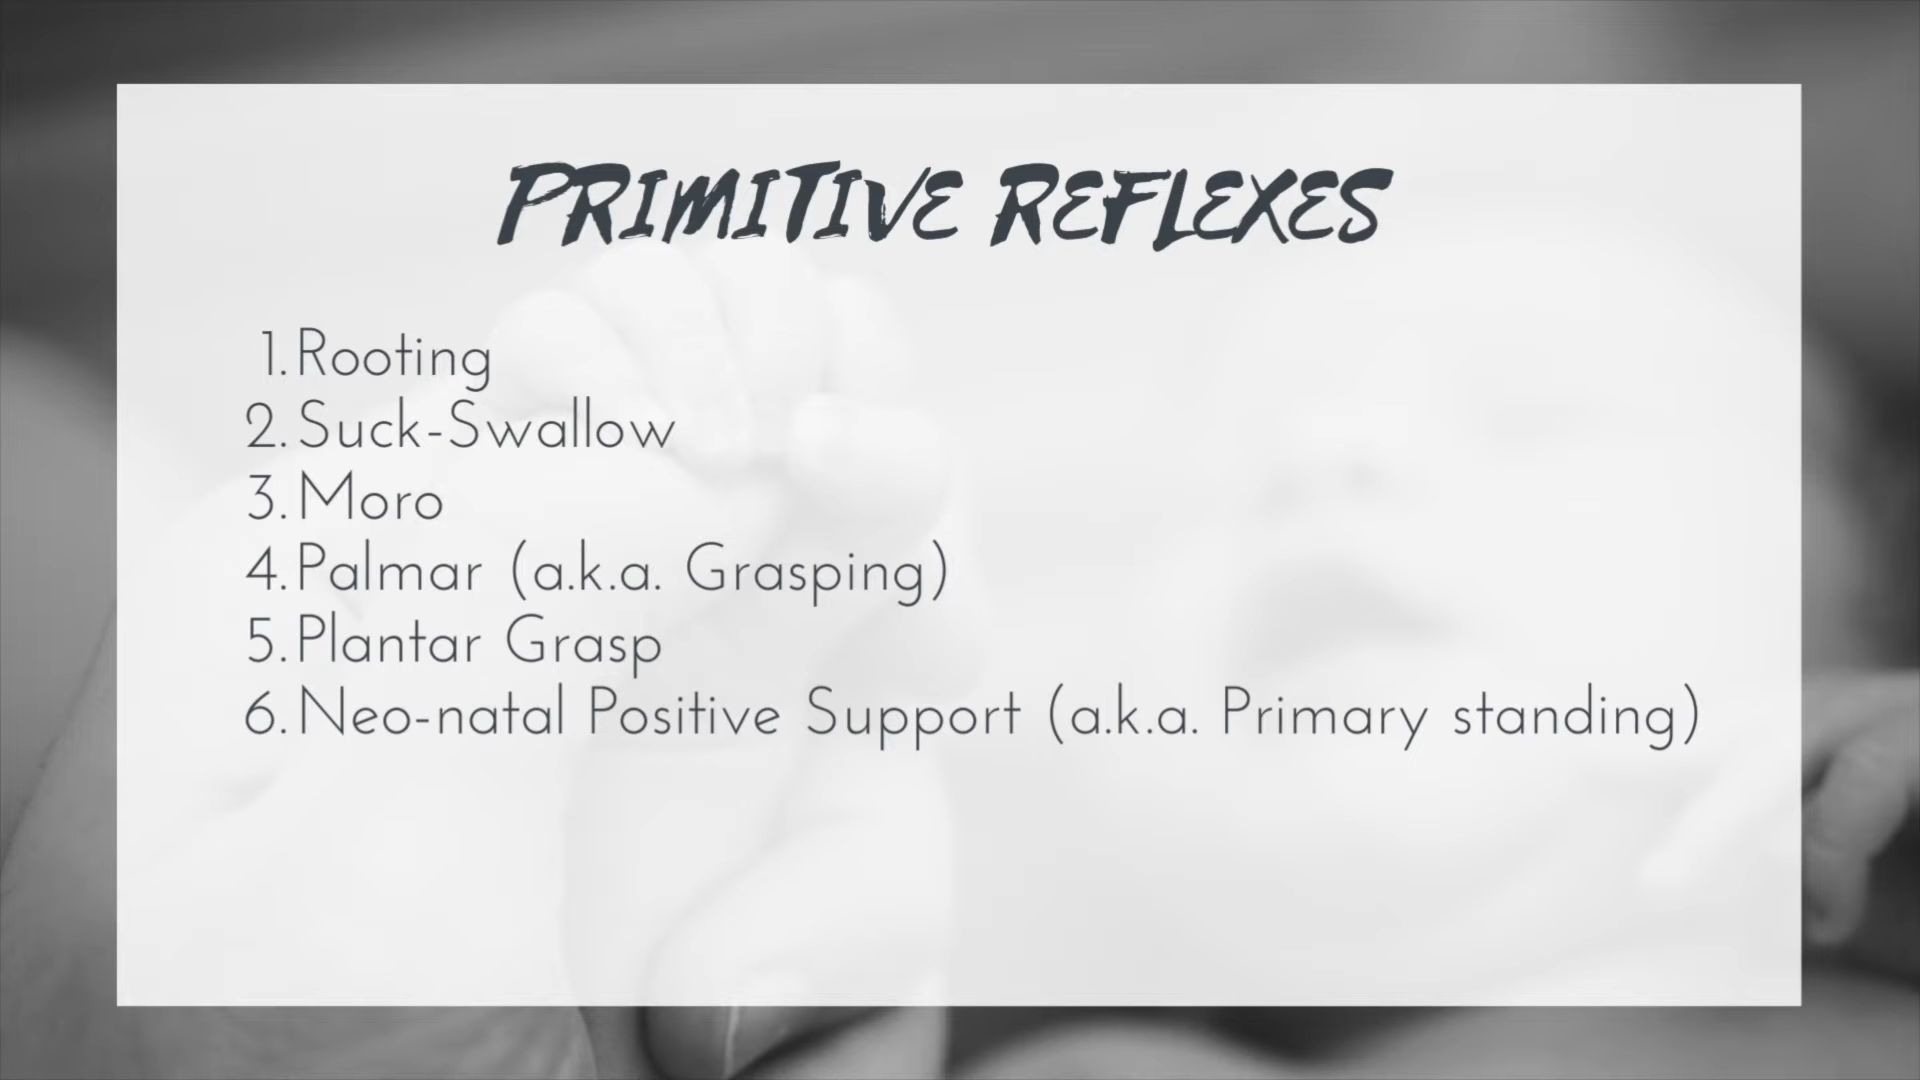 PRIMITIVE REFLEXES
1. Rooting
2. Suck-Swallow
3. Moro
4. Palmar (a.k.a. Grasping)
5. Plantar Grasp
6. Neo-natal Positive Support (a.k.a. Primary standing)